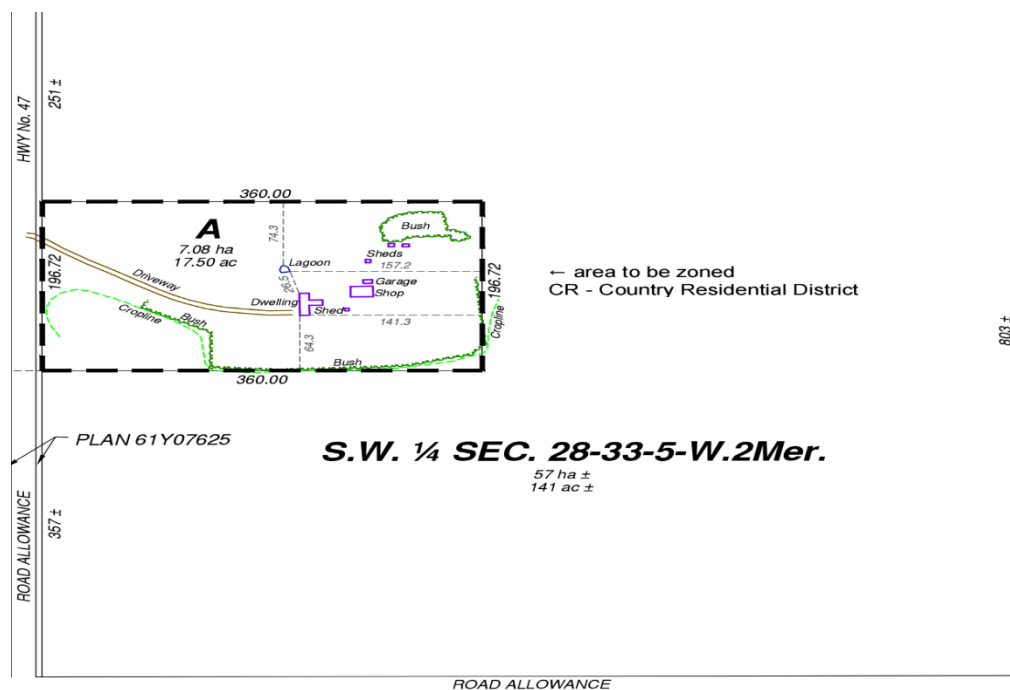 HWY No. 47
251 ±
360.00
A
7.08 ha
17.50 ac
74.3
Bush
Lagoon
Sheds
157.2
196.72
196.72
Driveway
26.5
Garage
Shop
Dwelling
Shed
141.3
Cropline
Bush
64.3
Bush
Cropline
360.00
← area to be zoned
CR - Country Residential District
803 ±
PLAN 61Y07625
S.W. ¼ SEC. 28-33-5-W.2Mer.
57 ha ±
141 ac ±
357 ±
ROAD ALLOWANCE
ROAD ALLOWANCE